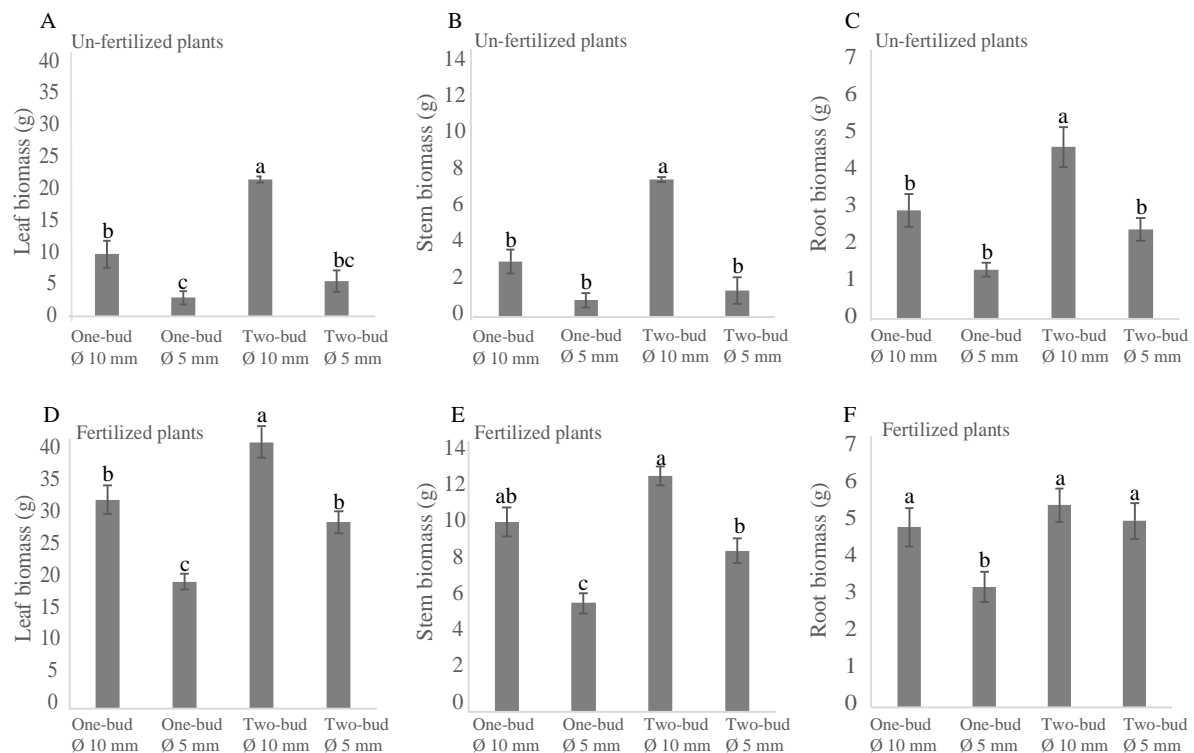 A
Un-fertilized plants
Leaf biomass (g)
40
35
30
25
20
15
10
5
0
b
c
a
bc
One-bud One-bud Two-bud Two-bud
Ø 10 mm Ø 5 mm Ø 10 mm Ø 5 mm
B
Un-fertilized plants
Stem biomass (g)
14
12
10
8
6
4
2
0
b
b
a
b
One-bud One-bud Two-bud Two-bud
Ø 10 mm Ø 5 mm Ø 10 mm Ø 5 mm
C
Un-fertilized plants
Root biomass (g)
7
6
5
4
3
2
1
0
b
b
a
b
One-bud One-bud Two-bud Two-bud
Ø 10 mm Ø 5 mm Ø 10 mm Ø 5 mm
D
Fertilized plants
Leaf biomass (g)
40
35
30
25
20
15
10
5
0
b
c
a
b
One-bud One-bud Two-bud Two-bud
Ø 10 mm Ø 5 mm Ø 10 mm Ø 5 mm
E
Fertilized plants
Stem biomass (g)
14
12
10
8
6
4
2
0
ab
c
a
b
One-bud One-bud Two-bud Two-bud
Ø 10 mm Ø 5 mm Ø 10 mm Ø 5 mm
F
Fertilized plants
Root biomass (g)
7
6
5
4
3
2
1
0
a
b
a
a
One-bud One-bud Two-bud Two-bud
Ø 10 mm Ø 5 mm Ø 10 mm Ø 5 mm